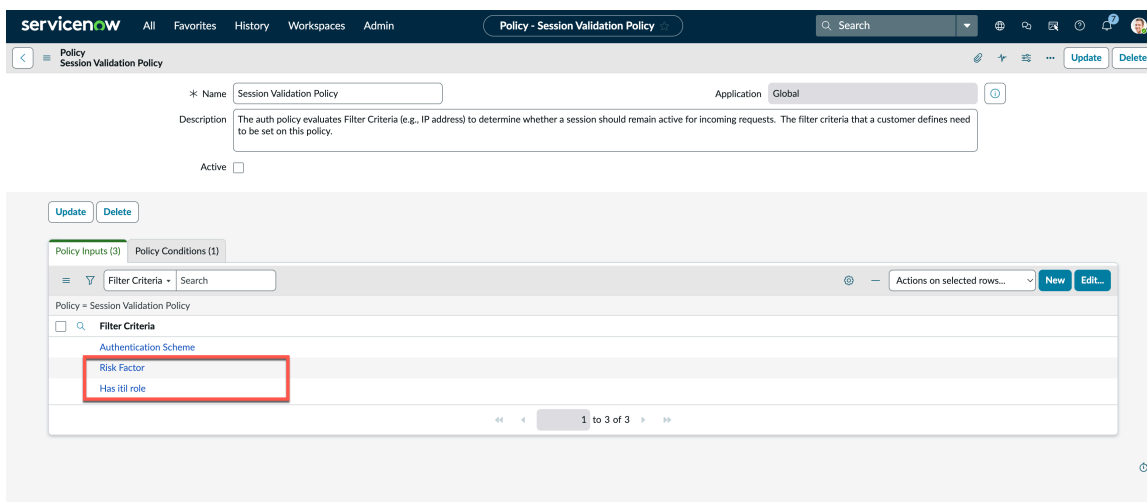 servicenow All Favorites History Workspaces Admin Policy - Session Validation Policy Search 7
Policy
Session Validation Policy Update Delete
Name Session Validation Policy Application Global
Description The auth policy evaluates Filter Criteria (e.g., IP address) to determine whether a session should remain active for incoming requests. The filter criteria that a customer defines need
to be set on this policy.
Active
Update Delete
Policy Inputs (3) Policy Conditions (1)
Filter Criteria Search Actions on selected rows... New Edit...
Policy = Session Validation Policy
Filter Criteria
Authentication Scheme
Risk Factor
Has itil role
1 to 3 of 3